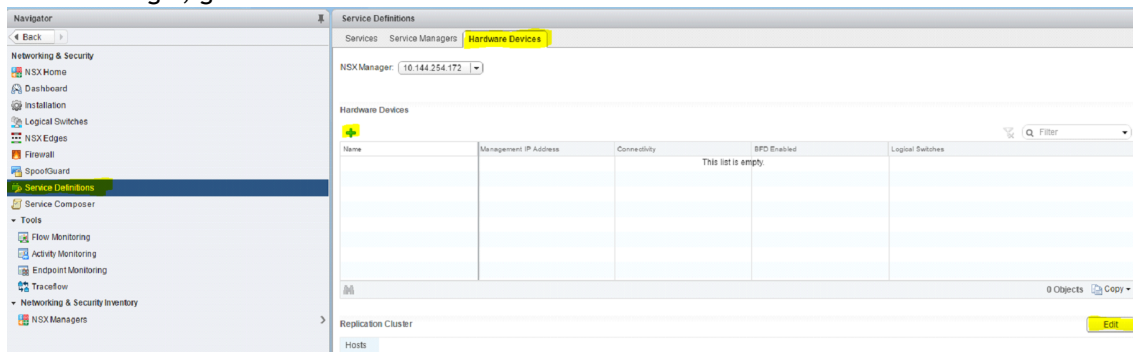 Navigator
Service Definitions
Back
Services Service Managers Hardware Devices
Networking & Security
NSX Home
NSX Manager: 10.144.254.172
Dashboard
Installation
Hardware Devices
Logical Switches
NSX Edges
Filter
Firewall
Name Management IP Address Connectivity BFD Enabled Logical Switches
This list is empty.
SpoofGuard
Service Definitions
Service Composer
Tools
Flow Monitoring
Activity Monitoring
Endpoint Monitoring
Traceflow
0 Objects Copy
Networking & Security Inventory
NSX Managers
Replication Cluster Edit
Hosts